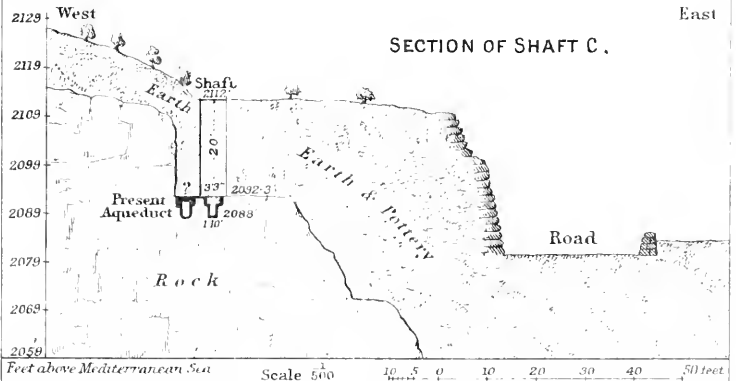 2129
West
East
SECTION OF SHAFT C.
2119
Shaft
2112'
Earth
2109
20'
Earth & Pottery
2099
?
3'3"
2092·3
Present
Aqueduct
2088
2089
1'10"
Road
2079
Rock
2069
2059
Feet above Mediterranean Sea
Scale 1/500
10 5 0 10 20 30 40 50 feet